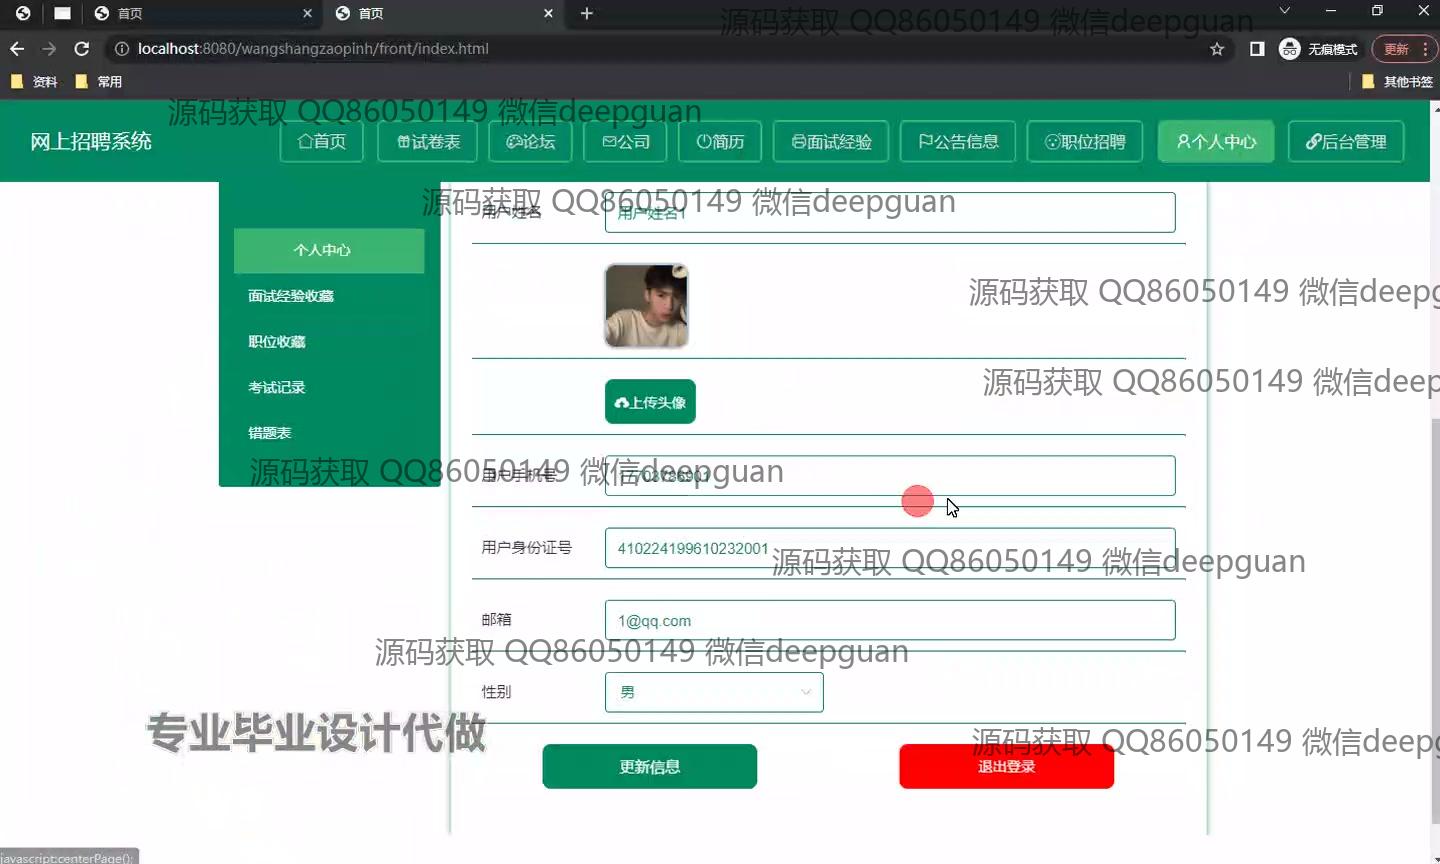 首页
首页
源码获取 QQ86050149 微信deepguan
localhost:8080/wangshangzaopinh/front/index.html
无痕模式
更新
资料
常用
其他书签
源码获取 QQ86050149 微信deepguan
网上招聘系统
首页
试卷表
论坛
公司
简历
面试经验
公告信息
职位招聘
个人中心
后台管理
源码获取 QQ86050149 微信deepguan
用户姓名
用户姓名1
个人中心
面试经验收藏
职位收藏
考试记录
错题表
源码获取 QQ86050149 微信deepg
源码获取 QQ86050149 微信deep
上传头像
源码获取 QQ86050149 微信deepguan
用户手机号
17703786901
用户身份证号
410224199610232001
源码获取 QQ86050149 微信deepguan
邮箱
1@qq.com
源码获取 QQ86050149 微信deepguan
性别
男
专业毕业设计代做
源码获取 QQ86050149 微信deepg
更新信息
退出登录
javascript:centerPage();